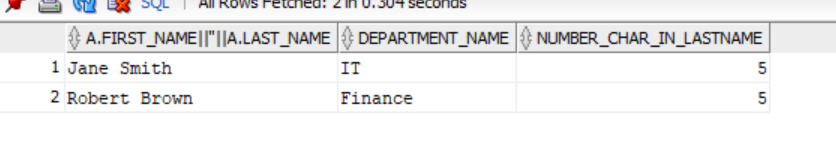 SQL | All Rows Fetched: 2 in 0.304 seconds
A.FIRST_NAME||''||A.LAST_NAME DEPARTMENT_NAME NUMBER_CHAR_IN_LASTNAME
1 Jane Smith IT 5
2 Robert Brown Finance 5